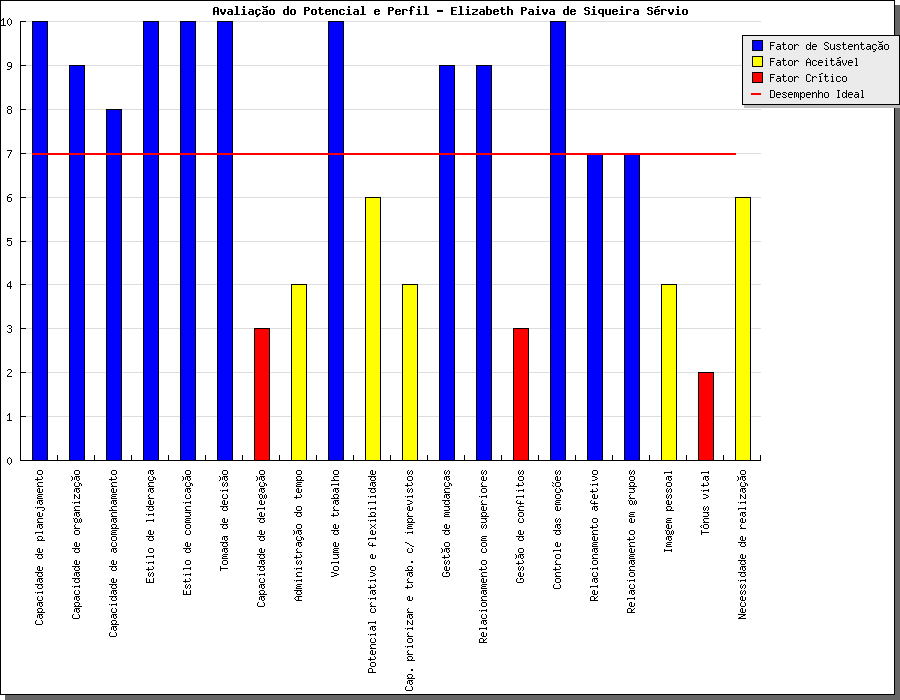 Avaliação do Potencial e Perfil - Elizabeth Paiva de Siqueira Sérvio
10
9
8
7
6
5
4
3
2
1
0
Fator de Sustentação
Fator Aceitável
Fator Crítico
Desempenho Ideal
Capacidade de planejamento
Capacidade de organização
Capacidade de acompanhamento
Estilo de liderança
Estilo de comunicação
Tomada de decisão
Capacidade de delegação
Administração do tempo
Volume de trabalho
Potencial criativo e flexibilidade
Cap. priorizar e trab. c/ imprevistos
Gestão de mudanças
Relacionamento com superiores
Gestão de conflitos
Controle das emoções
Relacionamento afetivo
Relacionamento em grupos
Imagem pessoal
Tônus vital
Necessidade de realização